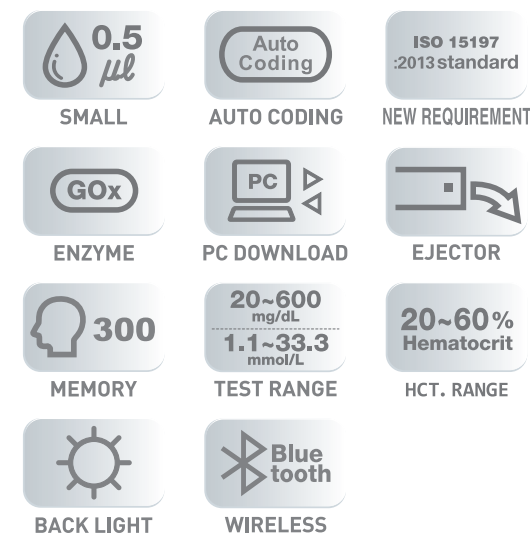 0.5
µl
SMALL
Auto
Coding
AUTO CODING
ISO 15197
:2013 standard
NEW REQUIREMENT
GOx
ENZYME
PC
PC DOWNLOAD
EJECTOR
300
MEMORY
20~600
mg/dL
1.1~33.3
mmol/L
TEST RANGE
20~60%
Hematocrit
HCT. RANGE
BACK LIGHT
Blue
tooth
WIRELESS